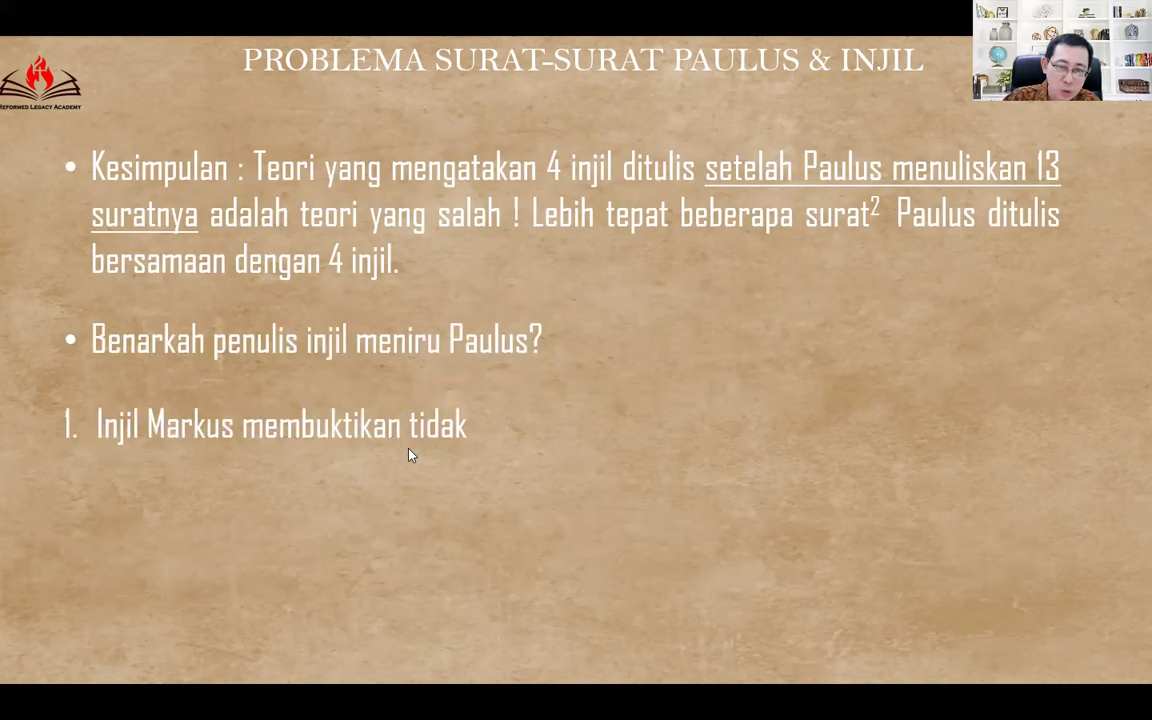 PROBLEMA SURAT-SURAT PAULUS & INJIL
REFORMED LEGACY ACADEMY
• Kesimpulan : Teori yang mengatakan 4 injil ditulis setelah Paulus menuliskan 13
suratnya adalah teori yang salah ! Lebih tepat beberapa surat² Paulus ditulis
bersamaan dengan 4 injil.
• Benarkah penulis injil meniru Paulus?
1. Injil Markus membuktikan tidak